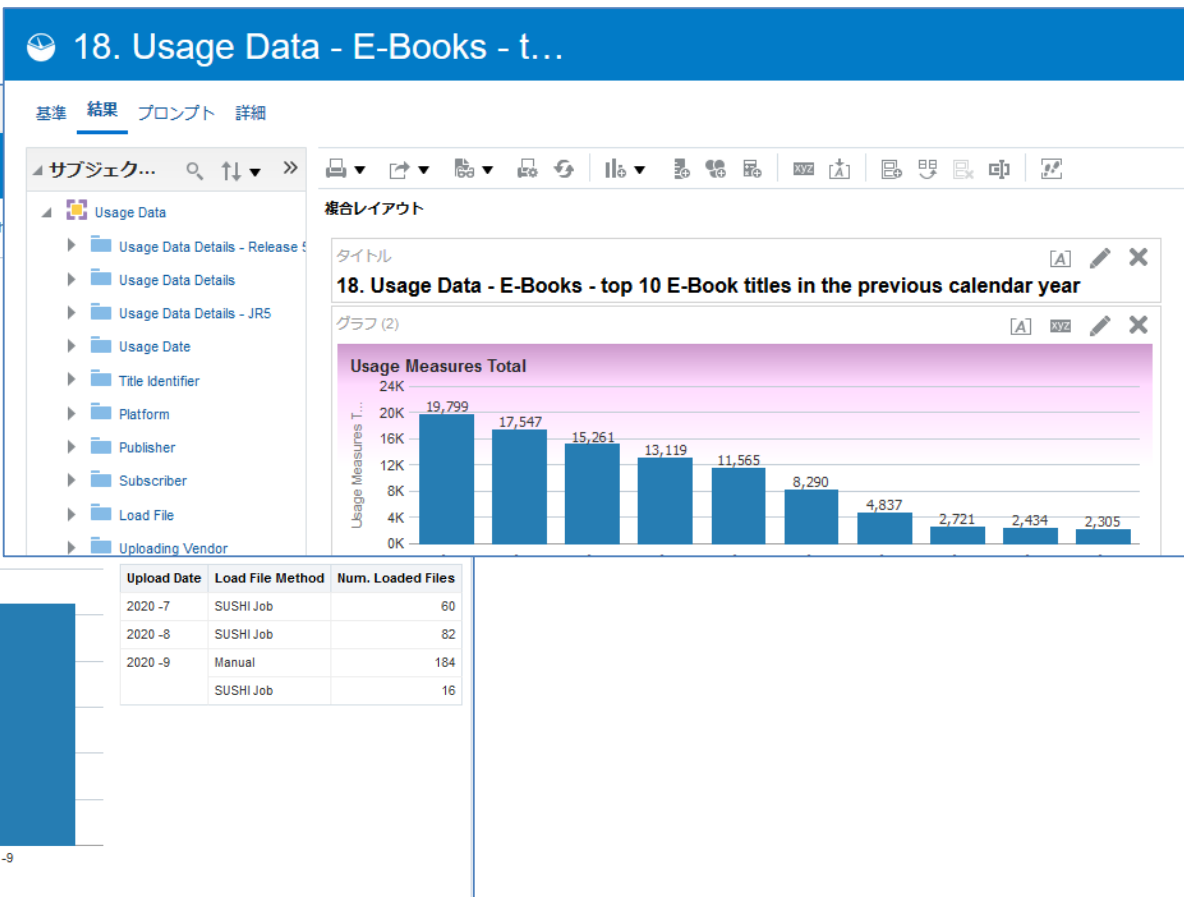 18. Usage Data - E-Books - t...
基準 結果 プロンプト 詳細
サブジェク...
Usage Data
Usage Data Details - Release 5
Usage Data Details
Usage Data Details - JR5
Usage Date
Title Identifier
Platform
Publisher
Subscriber
Load File
Uploading Vendor
xyz [A]
複合レイアウト
タイトル
[A]
18. Usage Data - E-Books - top 10 E-Book titles in the previous calendar year
グラフ (2)
[A] xyz
Usage Measures Total
Usage Measures T...
24K
20K
16K
12K
8K
4K
0K
19,799
17,547
15,261
13,119
11,565
8,290
4,837
2,721
2,434
2,305
Upload Date Load File Method Num. Loaded Files
2020 -7 SUSHI Job 60
2020 -8 SUSHI Job 82
2020 -9 Manual 184
SUSHI Job 16
-9